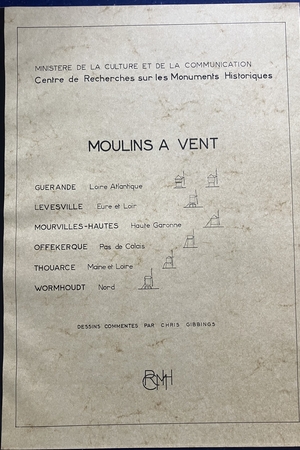 MINISTERE DE LA CULTURE ET DE LA COMMUNICATION
Centre de Recherches sur les Monuments Historiques
MOULINS A VENT
GUERANDE Loire Atlantique
LEVESVILLE Eure et Loir
MOURVILLES-HAUTES Haute Garonne
OFFEKERQUE Pas de Calais
THOUARCE Maine et Loire
WORMHOUDT Nord
DESSINS COMMENTES PAR CHRIS GIBBINGS
CRMH